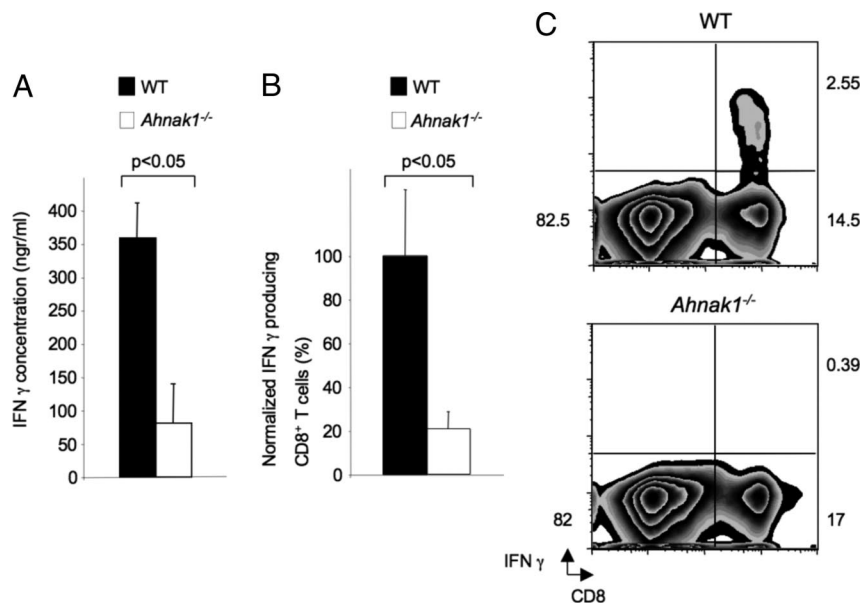 A
WT
Ahnak1-/-
p<0.05
IFN γ concentration (ngr/ml)
400
350
300
250
200
150
100
50
0
B
WT
Ahnak1-/-
p<0.05
Normalized IFN γ producing
CD8+ T cells (%)
100
80
60
40
20
0
C
WT
2.55
82.5
14.5
Ahnak1-/-
0.39
82
17
IFN γ
CD8